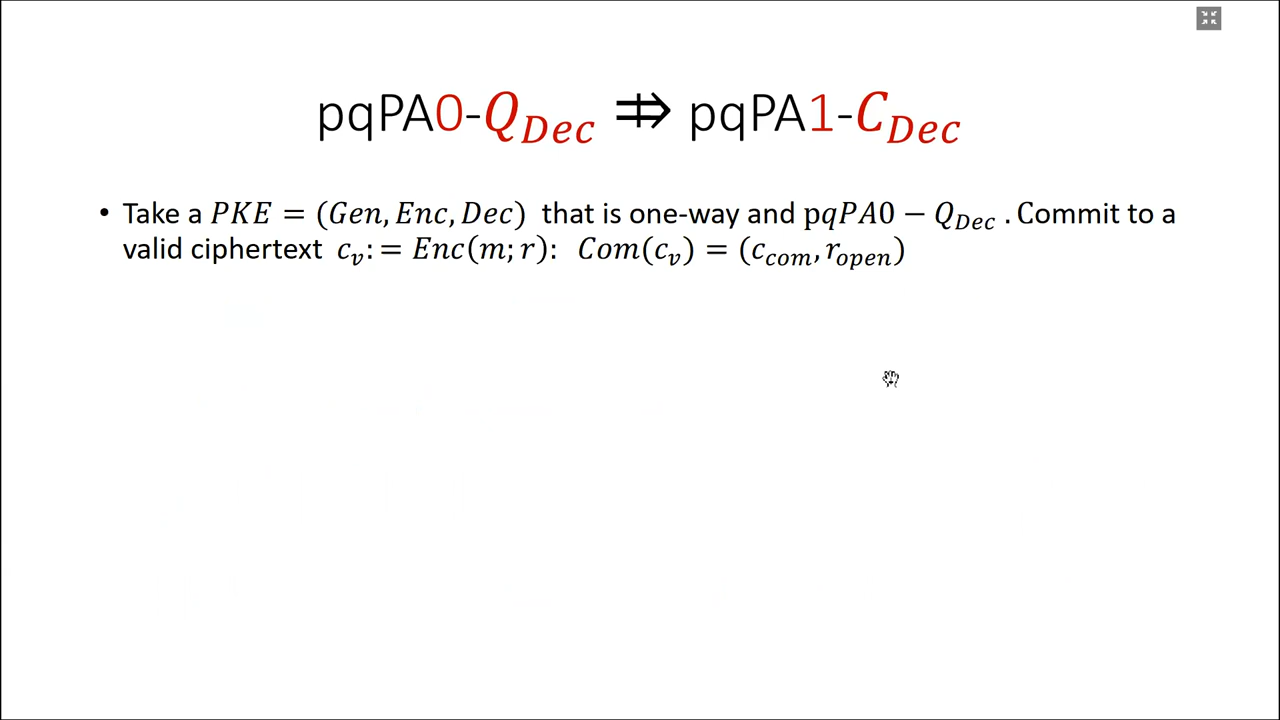 pqPA0-Q_Dec ⇏ pqPA1-C_Dec
• Take a PKE = (Gen, Enc, Dec) that is one-way and pqPA0 − Q_Dec . Commit to a
valid ciphertext c_v: = Enc(m; r): Com(c_v) = (c_com, r_open)